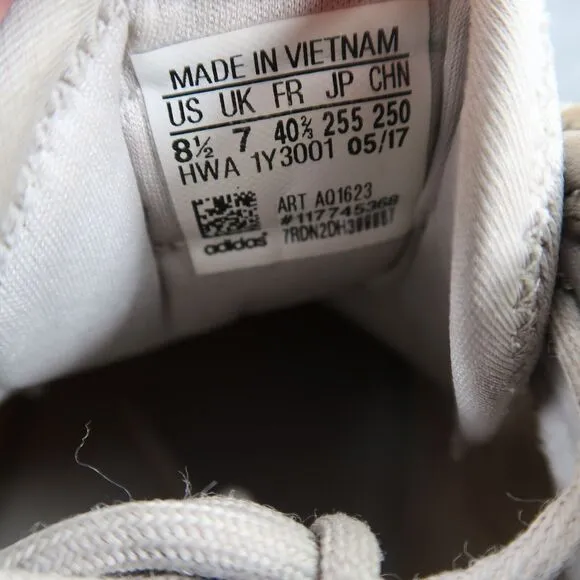 MADE IN VIETNAM
US UK FR JP CHN
8½ 7 40⅔ 255 250
HWA 1Y3001 05/17
ART AQ1623
#117745368
adidas